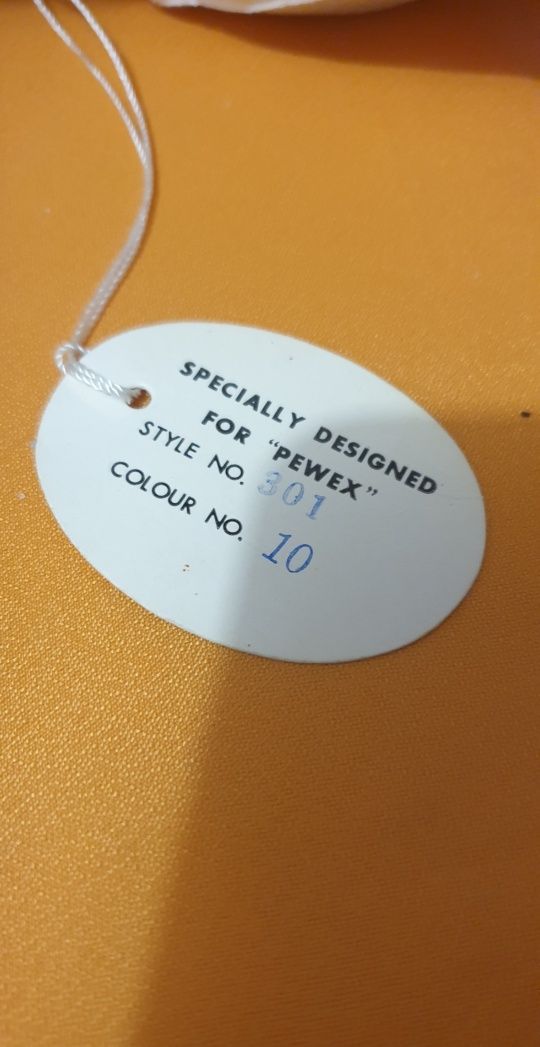 SPECIALLY DESIGNED
FOR "PEWEX"
STYLE NO. 301
COLOUR NO. 10